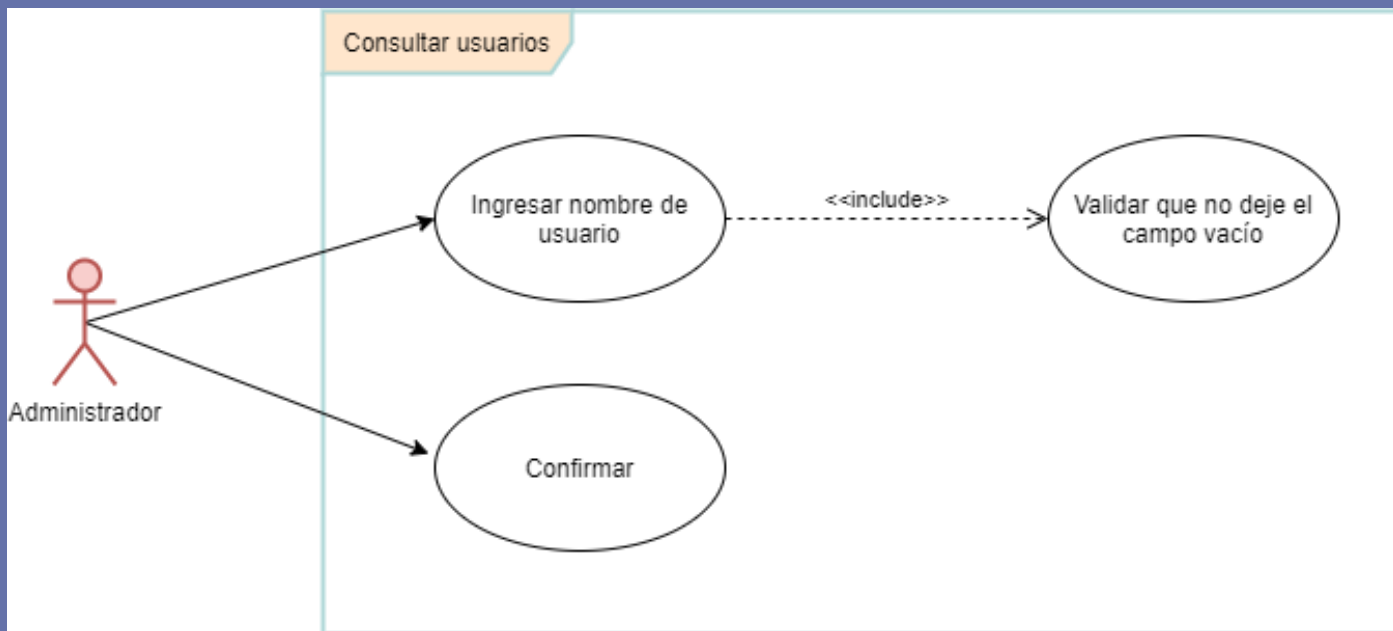 Consultar usuarios
Ingresar nombre de
usuario
<<include>>
Validar que no deje el
campo vacío
Administrador
Confirmar